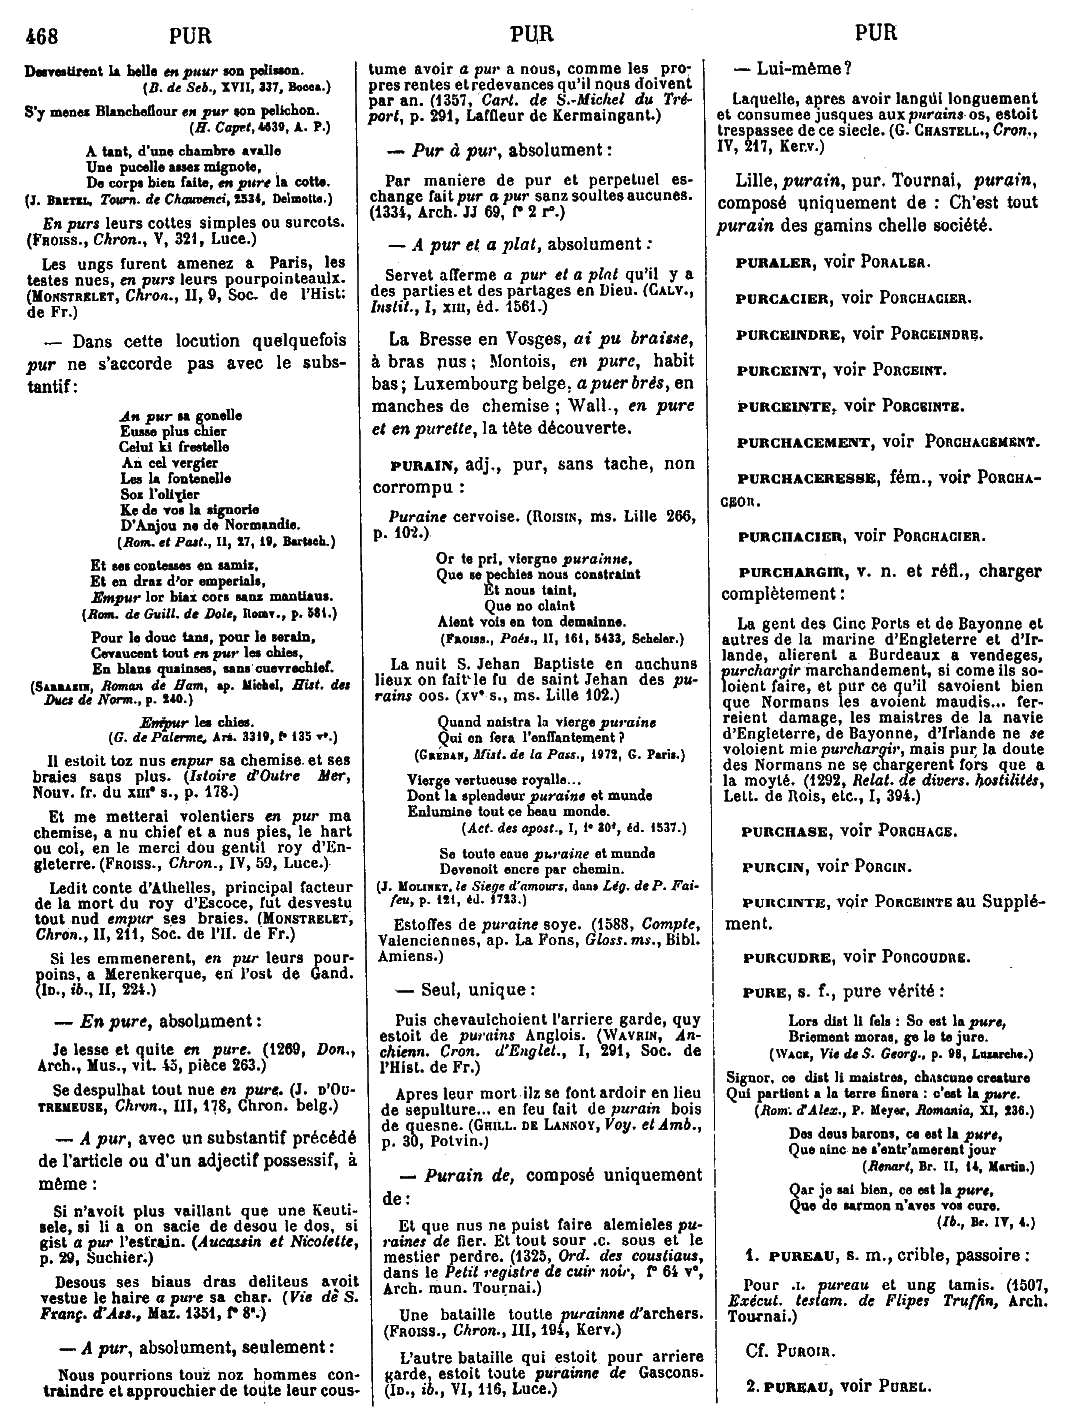 468 PUR PUR PUR
Desvestirent la belle en puur son pelisson.
(B. de Seb., XVII, 337, Bocca.)
S'y menez Blancheflour en pur son pelichon.
(H. Capet, 4639, A. P.)
A tant, d'une chambre avalle
Une pucelle assez mignote,
De corps bien faite, en pure la cotte.
(J. BRETEL, Tourn. de Chauvenci, 2534, Delmotte.)
En purs leurs cottes simples ou surcots.
(FROISS., Chron., V, 321, Luce.)
Les ungs furent amenez a Paris, les
testes nues, en purs leurs pourpointeaulx.
(MONSTRELET, Chron., II, 9, Soc. de l'Hist.
de Fr.)
— Dans cette locution quelquefois
pur ne s'accorde pas avec le subs-
tantif :
An pur sa gonelle
Eusse plus chier
Celui ki frestelle
An cel vergier
Les la fontenelle
Soz l'olivier
Ke de vos la signorie
D'Anjou ne de Normandie.
(Rom. et Past., II, 27, 19, Bartsch.)
Et ses contesses en samiz,
Et en draz d'or emperials,
Empur lor biax cors sanz mantiaus.
(Rom. de Guill. de Dole, Romv., p. 581.)
Pour le douc tans, pour le serain,
Cevaucent tout en pur les chies,
En blans quainses, sans cuevrechief.
(SARRASIN, Roman de Ham, ap. Michel, Hist. des
Ducs de Norm., p. 240.)
Empur les chies.
(G. de Palerme, Ars. 3319, f° 135 v°.)
Il estoit toz nus enpur sa chemise et ses
braies sans plus. (Istoire d'Outre Mer,
Nouv. fr. du XIII° s., p. 178.)
Et me metterai volentiers en pur ma
chemise, a nu chief et a nus pies, le hart
ou col, en le merci dou gentil roy d'En-
gleterre. (FROISS., Chron., IV, 59, Luce.)
Ledit conte d'Athelles, principal facteur
de la mort du roy d'Escoce, fut desvestu
tout nud empur ses braies. (MONSTRELET,
Chron., II, 211, Soc. de l'H. de Fr.)
Si les emmenerent, en pur leurs pour-
poins, a Merenkerque, en l'ost de Gand.
(ID., ib., II, 224.)
— En pure, absolument :
Je lesse et quite en pure. (1269, Don.,
Arch., Mus., vit. 45, pièce 263.)
Se despulhat tout nue en pure. (J. D'OU-
TREMEUSE, Chron., III, 178, Chron. belg.)
— A pur, avec un substantif précédé
de l'article ou d'un adjectif possessif, à
même :
Si n'avoit plus vaillant que une Keuti-
sele, si li a on sacie de desou le dos, si
gist a pur l'estrain. (Aucassin et Nicolette,
p. 29, Suchier.)
Desous ses biaus dras deliteus avoit
vestue le haire a pure sa char. (Vie de S.
Franç. d'Ass., Maz. 1351, f° 8°.)
— A pur, absolument, seulement :
Nous pourrions touz noz hommes con-
traindre et approuchier de toute leur cous-
tume avoir a pur a nous, comme les pro-
pres rentes et redevances qu'il nous doivent
par an. (1357, Cart. de S.-Michel du Tré-
port, p. 291, Laffleur de Kermaingant.)
— Pur à pur, absolument :
Par maniere de pur et perpetuel es-
change fait pur a pur sanz soultes aucunes.
(1334, Arch. JJ 69, f° 2 r°.)
— A pur et a plat, absolument :
Servet afferme a pur et a plat qu'il y a
des parties et des partages en Dieu. (CALV.,
Instit., I, XIII, éd. 1561.)
La Bresse en Vosges, ai pu braisse,
à bras nus ; Montois, en pure, habit
bas ; Luxembourg belge, a puer brès, en
manches de chemise ; Wall., en pure
et en purette, la tête découverte.
PURAIN, adj., pur, sans tache, non
corrompu :
Puraine cervoise. (ROISIN, ms. Lille 266,
p. 102.)
Or te pri, viergne purainne,
Que se pechies nous constraint
Et nous taint,
Que no claint
Aient vois en ton demainne.
(FROISS., Poés., II, 161, 5433, Scheler.)
La nuit S. Jehan Baptiste en anchuns
lieux on fait le fu de saint Jehan des pu-
rains oos. (XV° s., ms. Lille 102.)
Quand naistra la vierge puraine
Qui on fera l'enffantement ?
(GREBAN, Mist. de la Pass., 1972, G. Paris.)
Vierge vertueuse royalle...
Dont la splendeur puraine et munde
Enlumine tout ce beau monde.
(Act. des apost., I, f° 20ᵈ, éd. 1537.)
Se toute eaue puraine et munde
Devenoit encre par chemin.
(J. MOLINET, le Siege d'amours, dans Lég. de P. Fai-
feu, p. 121, éd. 1723.)
Estoffes de puraine soye. (1588, Compte,
Valenciennes, ap. La Fons, Gloss. ms., Bibl.
Amiens.)
— Seul, unique :
Puis chevaulchoient l'arriere garde, quy
estoit de purains Anglois. (WAVRIN, An-
chienn. Cron. d'Englet., I, 291, Soc. de
l'Hist. de Fr.)
Apres leur mort ilz se font ardoir en lieu
de sepulture... en feu fait de purain bois
de quesne. (GHILL. DE LANNOY, Voy. et Amb.,
p. 30, Potvin.)
— Purain de, composé uniquement
de :
Et que nus ne puist faire alemieles pu-
raines de fier. Et tout sour .c. sous et le
mestier perdre. (1325, Ord. des coustiaus,
dans le Petit registre de cuir noir, f° 64 v°,
Arch. mun. Tournai.)
Une bataille toutte purainne d'archers.
(FROISS., Chron., III, 194, Kerv.)
L'autre bataille qui estoit pour arriere
garde, estoit toute purainne de Gascons.
(ID., ib., VI, 116, Luce.)
— Lui-même ?
Laquelle, apres avoir langüi longuement
et consumee jusques aux purains os, estoit
trespassee de ce siecle. (G. CHASTELL., Cron.,
IV, 217, Kerv.)
Lille, purain, pur. Tournai, purain,
composé uniquement de : Ch'est tout
purain des gamins chelle société.
PURALER, voir PORALER.
PURCACIER, voir PORCHACIER.
PURCEINDRE, voir PORCEINDRE.
PURCEINT, voir PORCEINT.
PURCEINTE, voir PORCEINTE.
PURCHACEMENT, voir PORCHACEMENT.
PURCHACERESSE, fém., voir PORCHA-
CEOR.
PURCHACIER, voir PORCHACIER.
PURCHARGIR, v. n. et réfl., charger
complètement :
La gent des Cinc Ports et de Bayonne et
autres de la marine d'Engleterre et d'Ir-
lande, alierent a Burdeaux a vendeges,
purchargir marchandement, si come ils so-
loient faire, et pur ce qu'il savoient bien
que Normans les avoient maudis... fer-
reient damage, les maistres de la navie
d'Engleterre, de Bayonne, d'Irlande ne se
voloient mie purchargir, mais pur la doute
des Normans ne se chargerent fors que a
la moyté. (1292, Relat. de divers. hostilités,
Lett. de Rois, etc., I, 394.)
PURCHASE, voir PORCHACE.
PURCIN, voir PORCIN.
PURCINTE, voir PORCEINTE au Supplé-
ment.
PURCUDRE, voir PORCOUDRE.
PURE, s. f., pure vérité :
Lors dist li fels : So est la pure,
Briement moras, ge le te jure.
(WACE, Vie de S. Georg., p. 98, Luzarche.)
Signor, ce dist li maistres, chascune creature
Qui partient a la terre finera : c'est la pure.
(Rom. d'Alex., P. Meyer, Romania, XI, 236.)
Des deus barons, ce est la pure,
Que ainc ne s'entr'amerent jour
(Renart, Br. II, 14, Martin.)
Qar je sai bien, ce est la pure,
Que de sarmon n'aves vos cure.
(Ib., Br. IV, 4.)
1. PUREAU, s. m., crible, passoire :
Pour .I. pureau et ung tamis. (1507,
Exécut. testam. de Flipes Truffin, Arch.
Tournai.)
Cf. PUROIR.
2. PUREAU, voir PUREL.